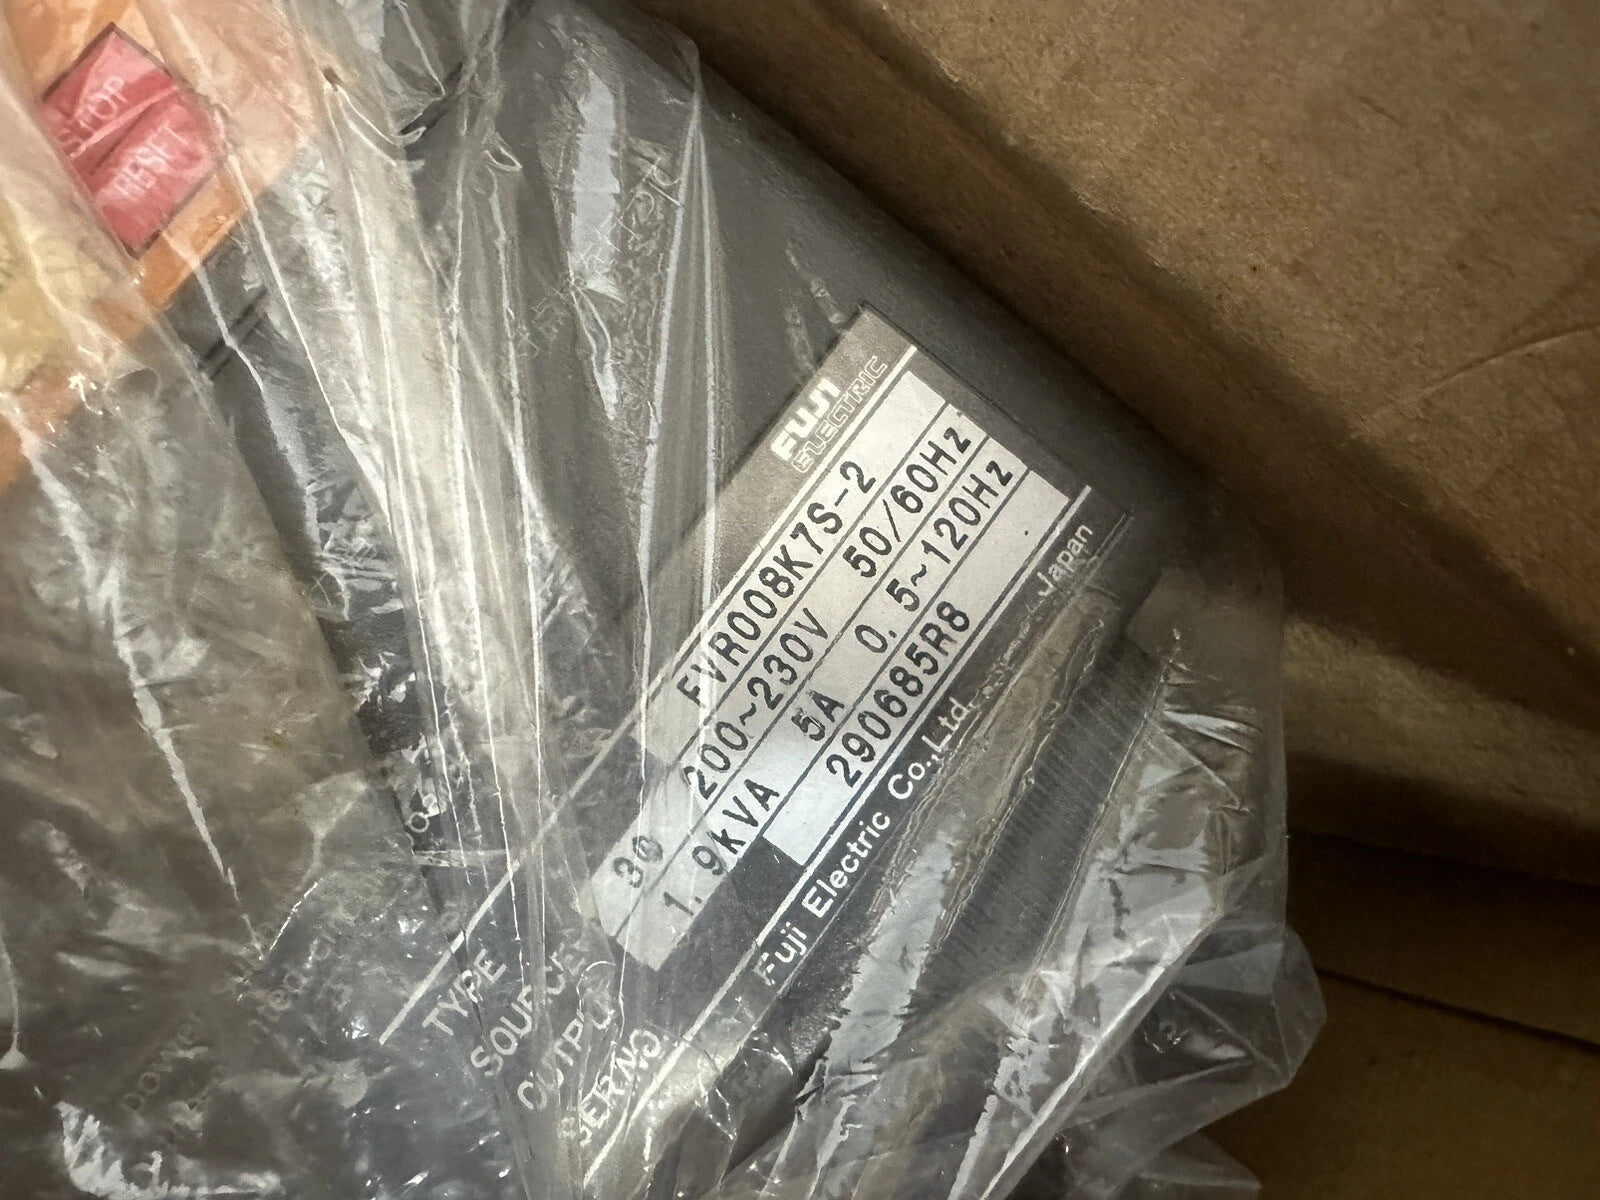 STOP
RESET
FUJI
ELECTRIC
TYPE FVR008K7S-2
SOURCE 3Φ 200~230V 50/60Hz
OUTPUT 1.9kVA 5A 0.5~120Hz
SER.NO. 290685R8
Fuji Electric Co.,Ltd. Japan